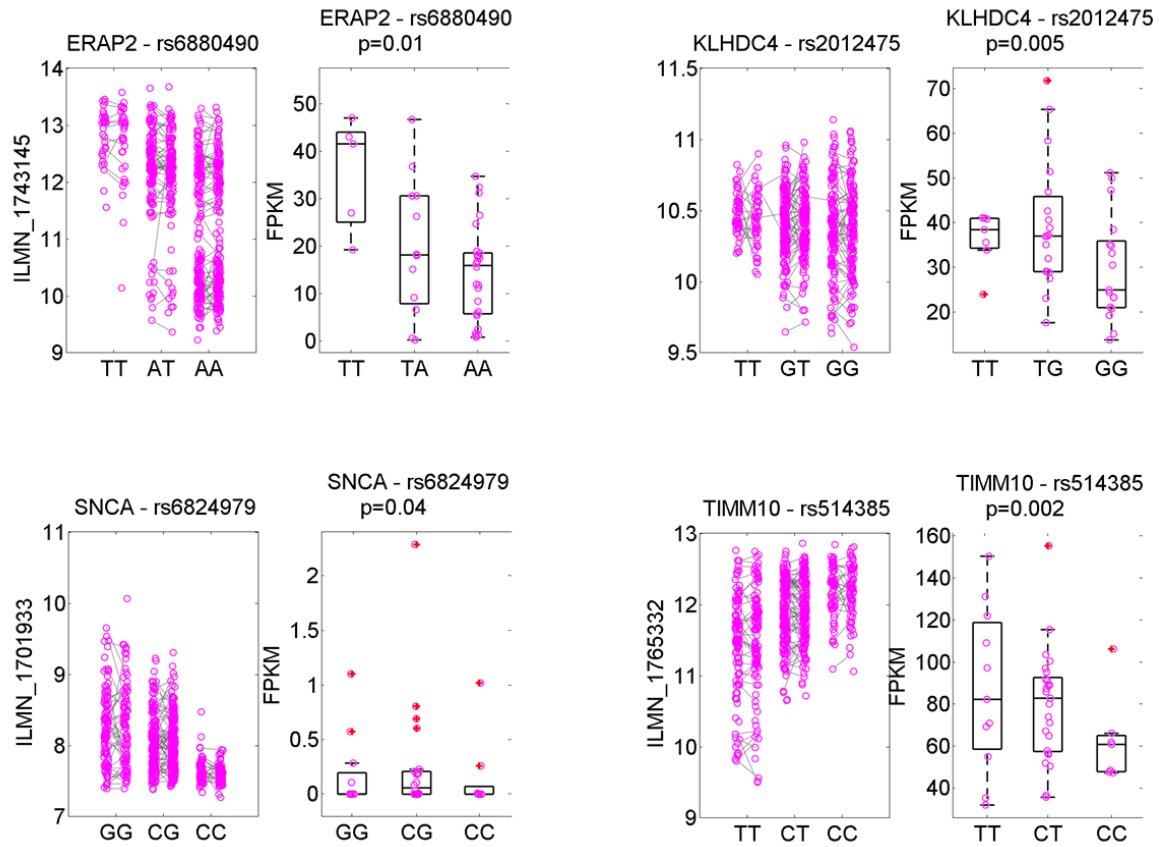 ERAP2 - rs6880490
ILMN_1743145
14
13
12
11
10
9
TT AT AA
ERAP2 - rs6880490
p=0.01
FPKM
50
40
30
20
10
0
TT TA AA
KLHDC4 - rs2012475
11.5
11
10.5
10
9.5
TT GT GG
KLHDC4 - rs2012475
p=0.005
FPKM
70
60
50
40
30
20
TT TG GG
SNCA - rs6824979
ILMN_1701933
11
10
9
8
7
GG CG CC
SNCA - rs6824979
p=0.04
FPKM
2
1.5
1
0.5
0
GG CG CC
TIMM10 - rs514385
ILMN_1765332
13
12
11
10
9
TT CT CC
TIMM10 - rs514385
p=0.002
FPKM
160
140
120
100
80
60
40
TT CT CC